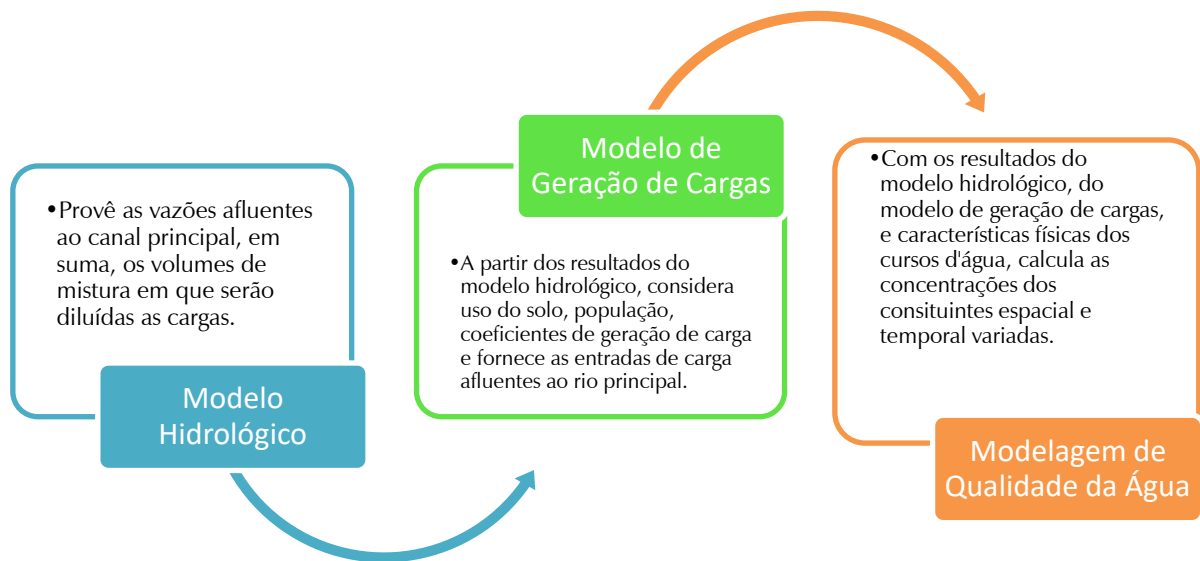 •Provê as vazões afluentes
ao canal principal, em
suma, os volumes de
mistura em que serão
diluídas as cargas.
Modelo
Hidrológico
Modelo de
Geração de Cargas
•A partir dos resultados do
modelo hidrológico, considera
uso do solo, população,
coeficientes de geração de carga
e fornece as entradas de carga
afluentes ao rio principal.
•Com os resultados do
modelo hidrológico, do
modelo de geração de cargas,
e características físicas dos
cursos d'água, calcula as
concentrações dos
consituintes espacial e
temporal variadas.
Modelagem de
Qualidade da Água